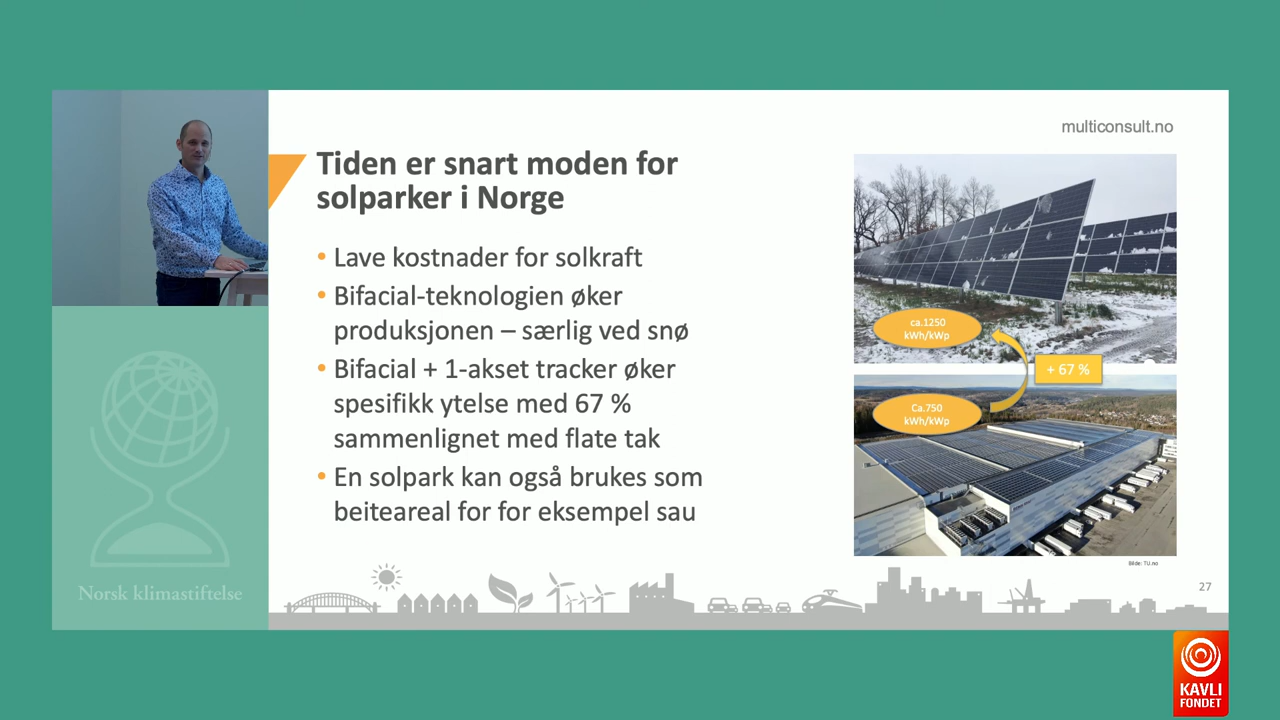 multiconsult.no
Tiden er snart moden for
solparker i Norge
• Lave kostnader for solkraft
• Bifacial-teknologien øker
produksjonen – særlig ved snø
• Bifacial + 1-akset tracker øker
spesifikk ytelse med 67 %
sammenlignet med flate tak
• En solpark kan også brukes som
beiteareal for for eksempel sau
ca.1250
kWh/kWp
+ 67 %
Ca.750
kWh/kWp
Bilde: TU.no
27
Norsk klimastiftelse
KAVLI
FONDET